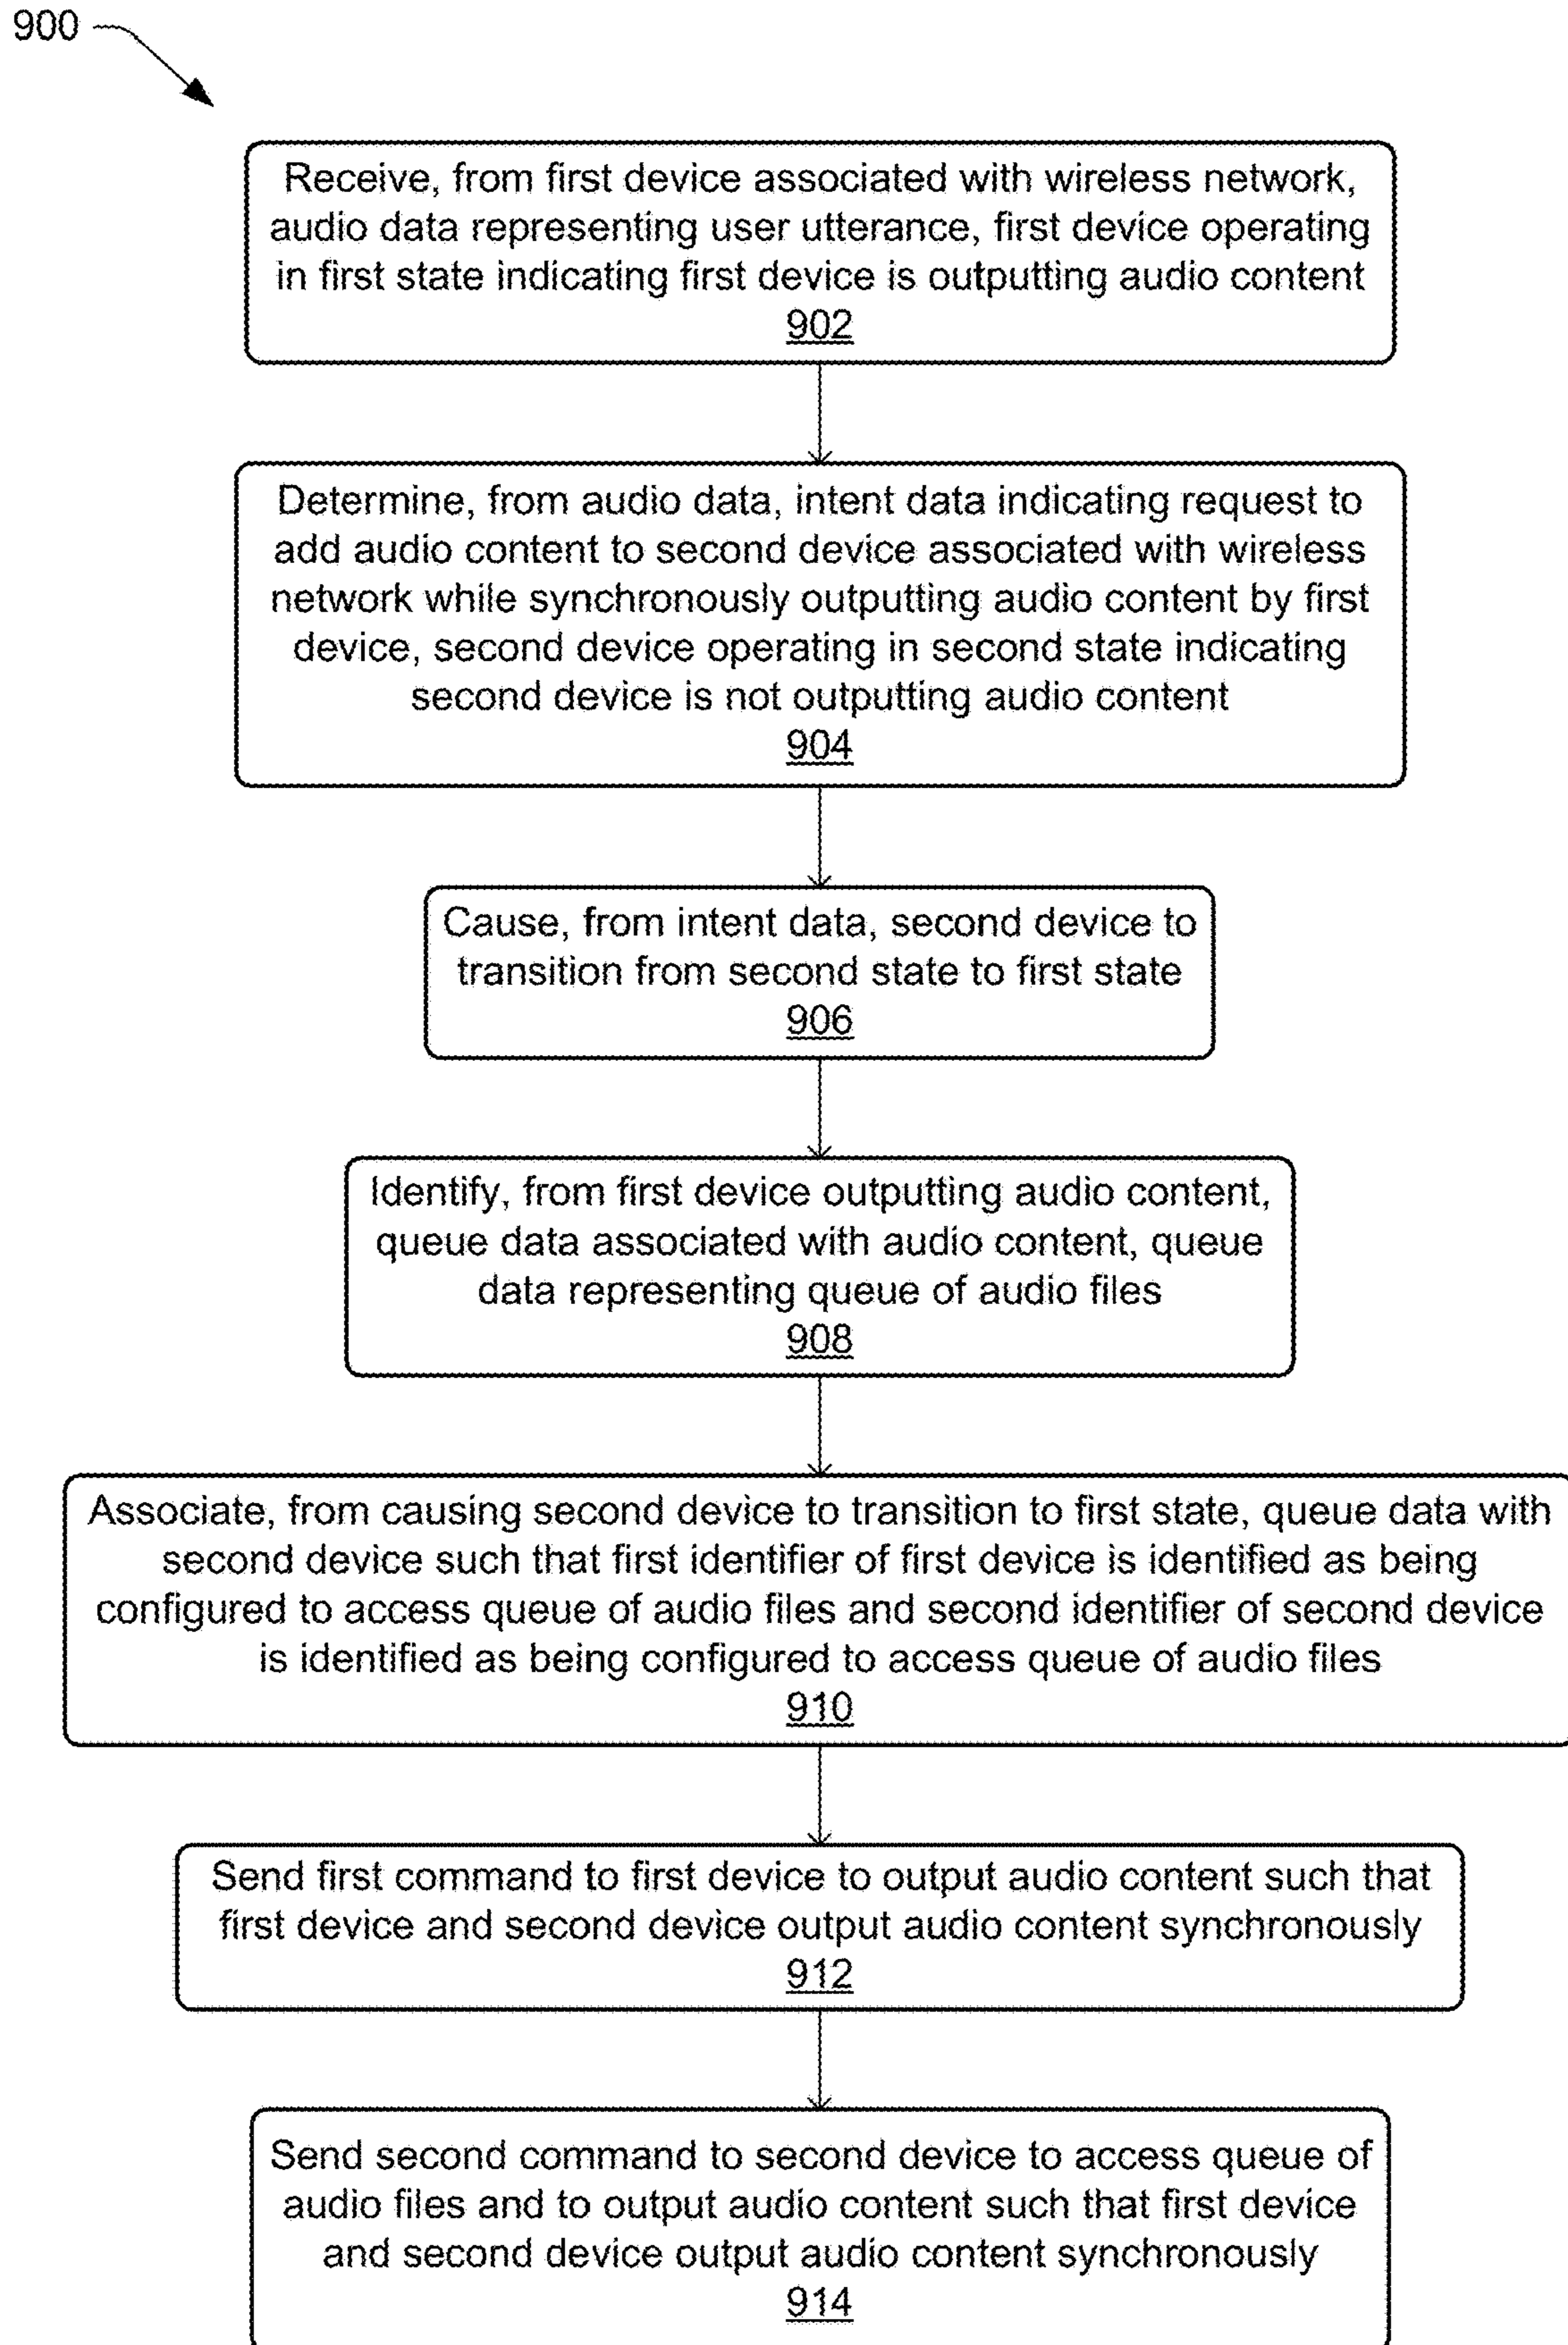 900
Receive, from first device associated with wireless network,
audio data representing user utterance, first device operating
in first state indicating first device is outputting audio content
902
Determine, from audio data, intent data indicating request to
add audio content to second device associated with wireless
network while synchronously outputting audio content by first
device, second device operating in second state indicating
second device is not outputting audio content
904
Cause, from intent data, second device to
transition from second state to first state
906
Identify, from first device outputting audio content,
queue data associated with audio content, queue
data representing queue of audio files
908
Associate, from causing second device to transition to first state, queue data with
second device such that first identifier of first device is identified as being
configured to access queue of audio files and second identifier of second device
is identified as being configured to access queue of audio files
910
Send first command to first device to output audio content such that
first device and second device output audio content synchronously
912
Send second command to second device to access queue of
audio files and to output audio content such that first device
and second device output audio content synchronously
914